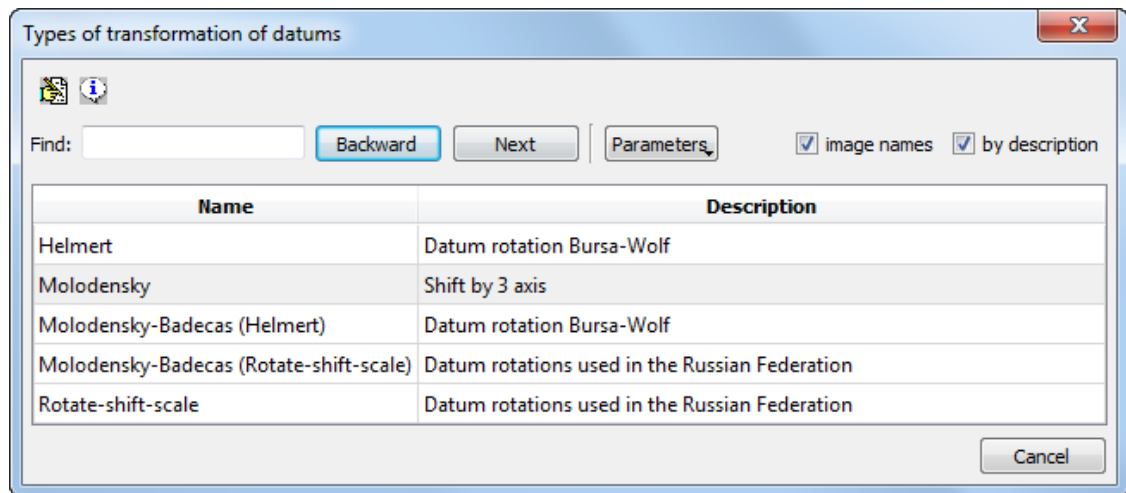 Types of transformation of datums
Find: Backward Next Parameters image names by description
Name Description
Helmert Datum rotation Bursa-Wolf
Molodensky Shift by 3 axis
Molodensky-Badecas (Helmert) Datum rotation Bursa-Wolf
Molodensky-Badecas (Rotate-shift-scale) Datum rotations used in the Russian Federation
Rotate-shift-scale Datum rotations used in the Russian Federation
Cancel